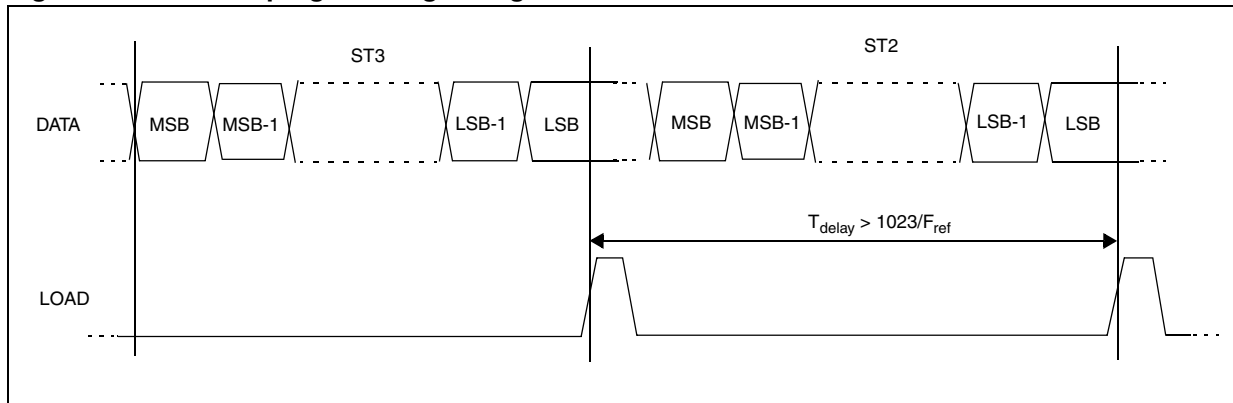 ST3
ST2
DATA
MSB
MSB-1
LSB-1
LSB
MSB
MSB-1
LSB-1
LSB
Tdelay > 1023/Fref
LOAD